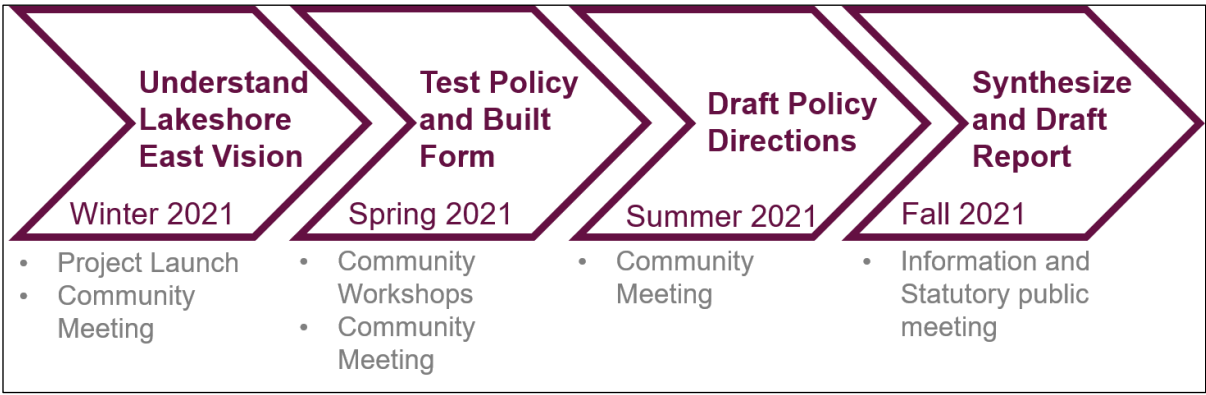 Understand
Lakeshore
East Vision
Winter 2021
• Project Launch
• Community
Meeting
Test Policy
and Built
Form
Spring 2021
• Community
Workshops
• Community
Meeting
Draft Policy
Directions
Summer 2021
• Community
Meeting
Synthesize
and Draft
Report
Fall 2021
• Information and
Statutory public
meeting